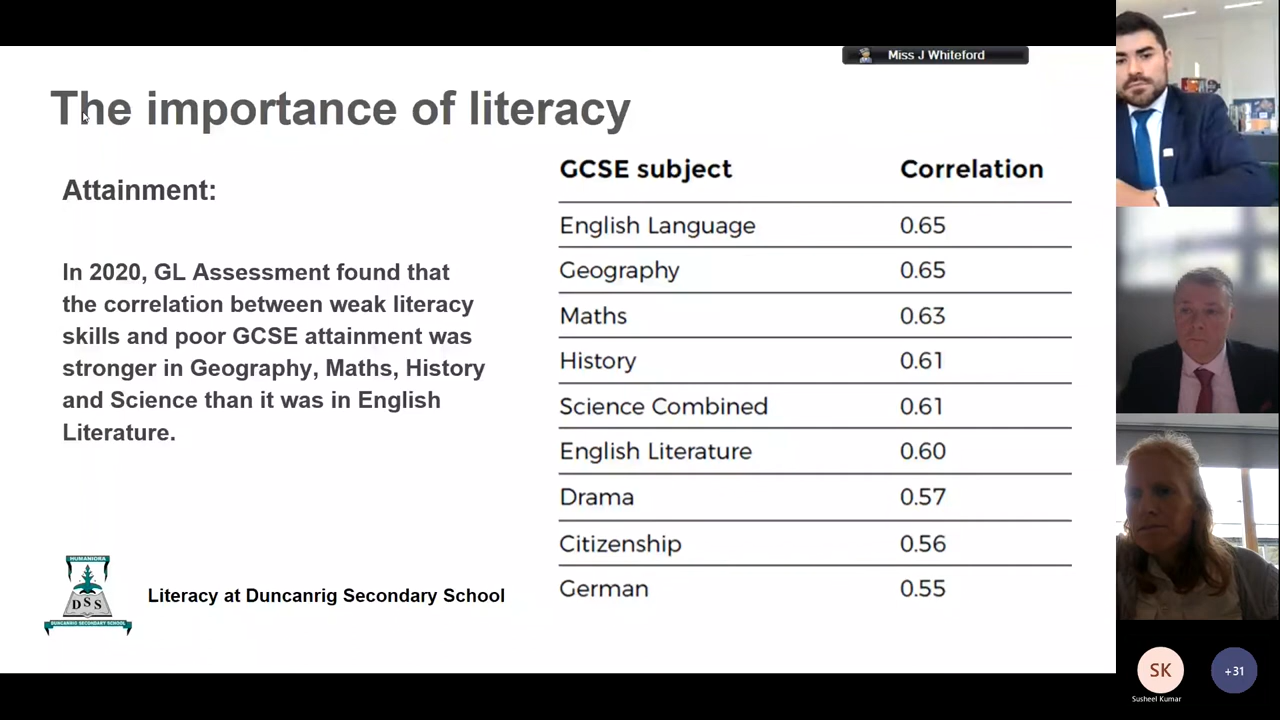 Miss J Whiteford
The importance of literacy
Attainment:
In 2020, GL Assessment found that
the correlation between weak literacy
skills and poor GCSE attainment was
stronger in Geography, Maths, History
and Science than it was in English
Literature.
GCSE subject Correlation
English Language 0.65
Geography 0.65
Maths 0.63
History 0.61
Science Combined 0.61
English Literature 0.60
Drama 0.57
Citizenship 0.56
German 0.55
HUMANIORA
DSS
DUNCANRIG SECONDARY SCHOOL
Literacy at Duncanrig Secondary School
SK
+31
Susheel Kumar